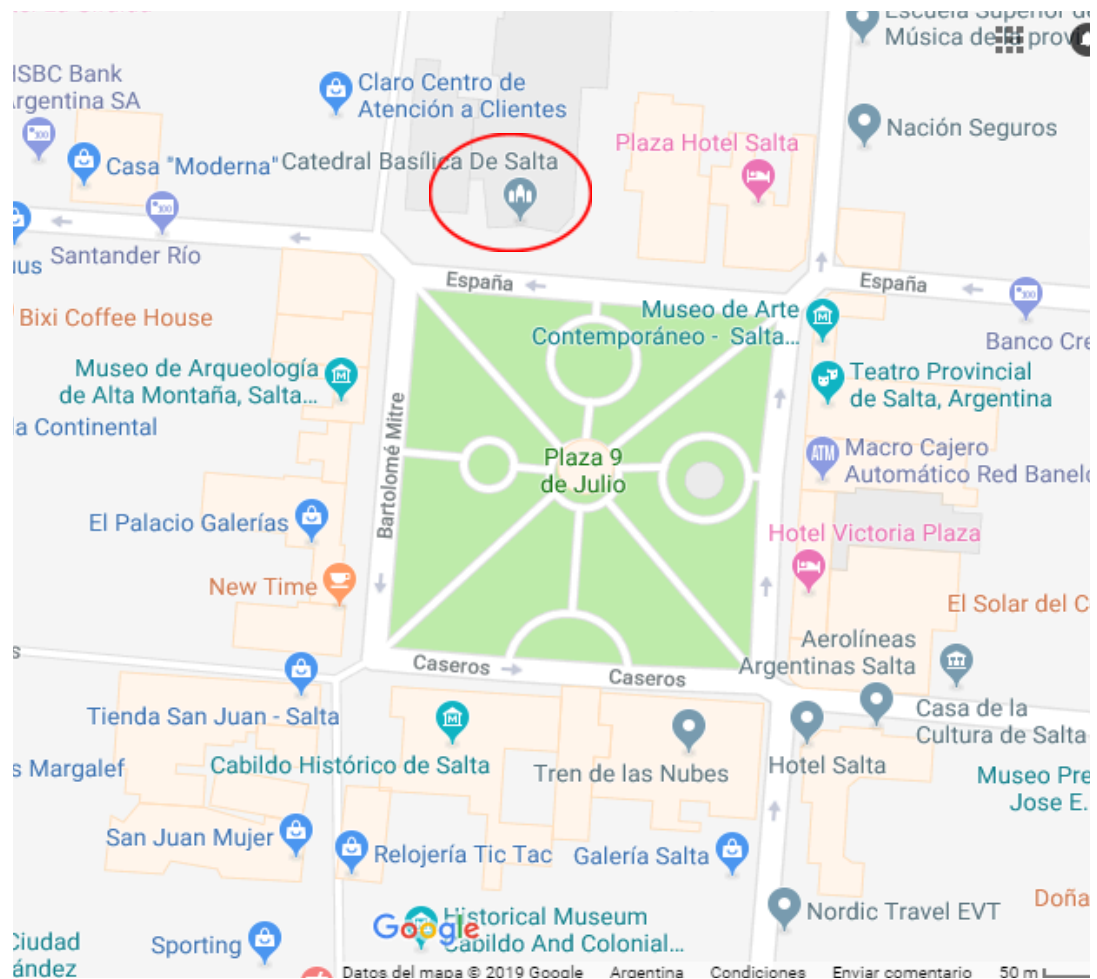 Música de la provi
HSBC Bank
Argentina SA
Claro Centro de
Atención a Clientes
Nación Seguros
Plaza Hotel Salta
Casa "Moderna"
Catedral Basílica De Salta
Santander Río
España
España
Bixi Coffee House
Museo de Arte
Contemporáneo - Salta...
Banco Cre
Museo de Arqueología
de Alta Montaña, Salta...
Teatro Provincial
de Salta, Argentina
a Continental
Bartolomé Mitre
Plaza 9
de Julio
Macro Cajero
Automático Red Banelc
El Palacio Galerías
Hotel Victoria Plaza
New Time
El Solar del C
Aerolíneas
Argentinas Salta
Caseros
Caseros
Tienda San Juan - Salta
Casa de la
Cultura de Salta
Cabildo Histórico de Salta
Tren de las Nubes
Hotel Salta
s Margalef
Museo Pre
Jose E.
San Juan Mujer
Relojería Tic Tac
Galería Salta
Doña
Historical Museum
Cabildo And Colonial...
Google
Nordic Travel EVT
Ciudad
ández
Sporting
Datos del mapa © 2019 Google Argentina Condiciones Enviar comentario 50 m